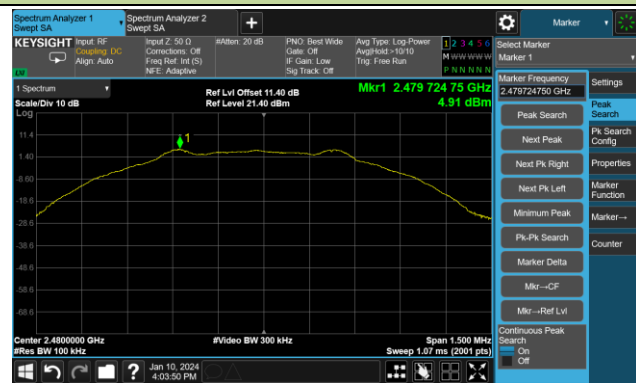 Spectrum Analyzer 1
Swept SA
Spectrum Analyzer 2
Swept SA
+
Marker
KEYSIGHT
Input: RF
Coupling: DC
Align: Auto
Input Z: 50 Ω
Corrections: Off
Freq Ref: Int (S)
NFE: Adaptive
#Atten: 20 dB
PNO: Best Wide
Gate: Off
IF Gain: Low
Sig Track: Off
Avg Type: Log-Power
Avg|Hold:>10/10
Trig: Free Run
1 2 3 4 5 6
M W W W W W
P N N N N N
Select Marker
Marker 1
1 Spectrum
Scale/Div 10 dB
Log
Ref Lvl Offset 11.40 dB
Ref Level 21.40 dBm
Mkr1 2.479 724 75 GHz
4.91 dBm
1
11.4
1.40
-8.60
-18.6
-28.6
-38.6
-48.6
-58.6
-68.6
Center 2.4800000 GHz
#Res BW 100 kHz
#Video BW 300 kHz
Span 1.500 MHz
Sweep 1.07 ms (2001 pts)
Marker Frequency
2.479724750 GHz
Peak Search
Next Peak
Next Pk Right
Next Pk Left
Minimum Peak
Pk-Pk Search
Marker Delta
Mkr→CF
Mkr→Ref Lvl
Continuous Peak
Search
On
Off
Settings
Peak
Search
Pk Search
Config
Properties
Marker
Function
Marker→
Counter
?
Jan 10, 2024
4:03:50 PM